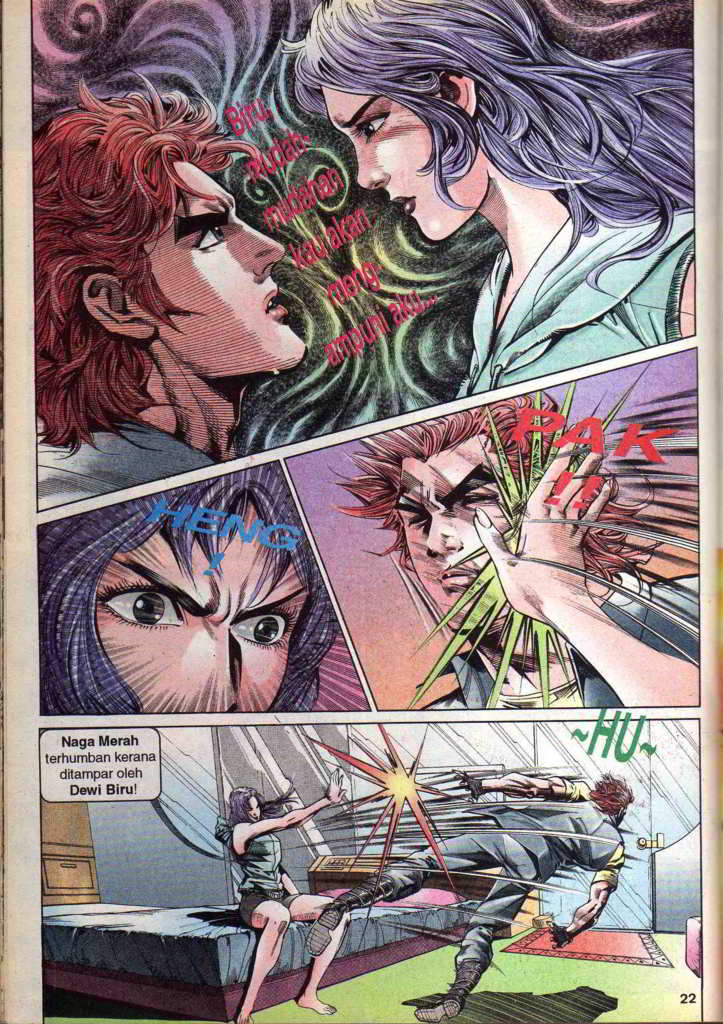 Biru,
mudah-
mudahan
kau akan
meng-
ampuni aku...
HENG
!
PAK
!!
Naga Merah
terhumban kerana
ditampar oleh
Dewi Biru!
~HU~
22